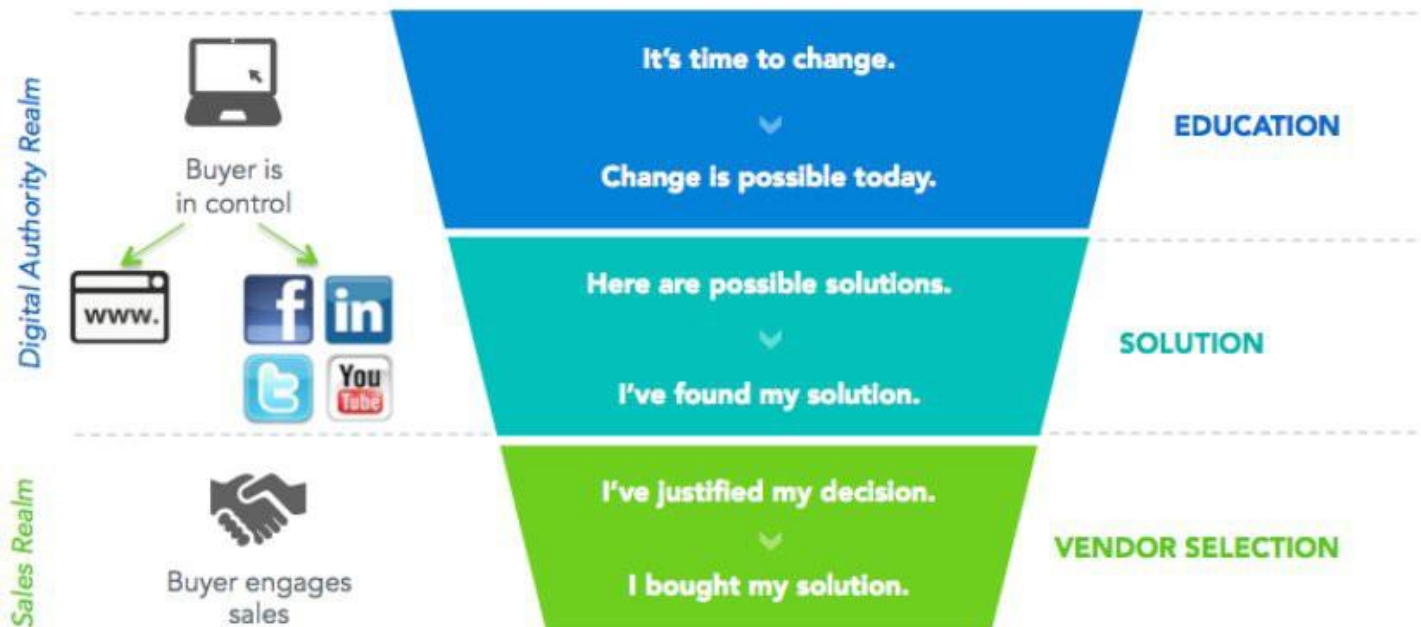 Digital Authority Realm
Buyer is
in control
www.
f
in
t
You
Tube
It's time to change.
Change is possible today.
EDUCATION
Here are possible solutions.
I've found my solution.
SOLUTION
Sales Realm
Buyer engages
sales
I've justified my decision.
I bought my solution.
VENDOR SELECTION